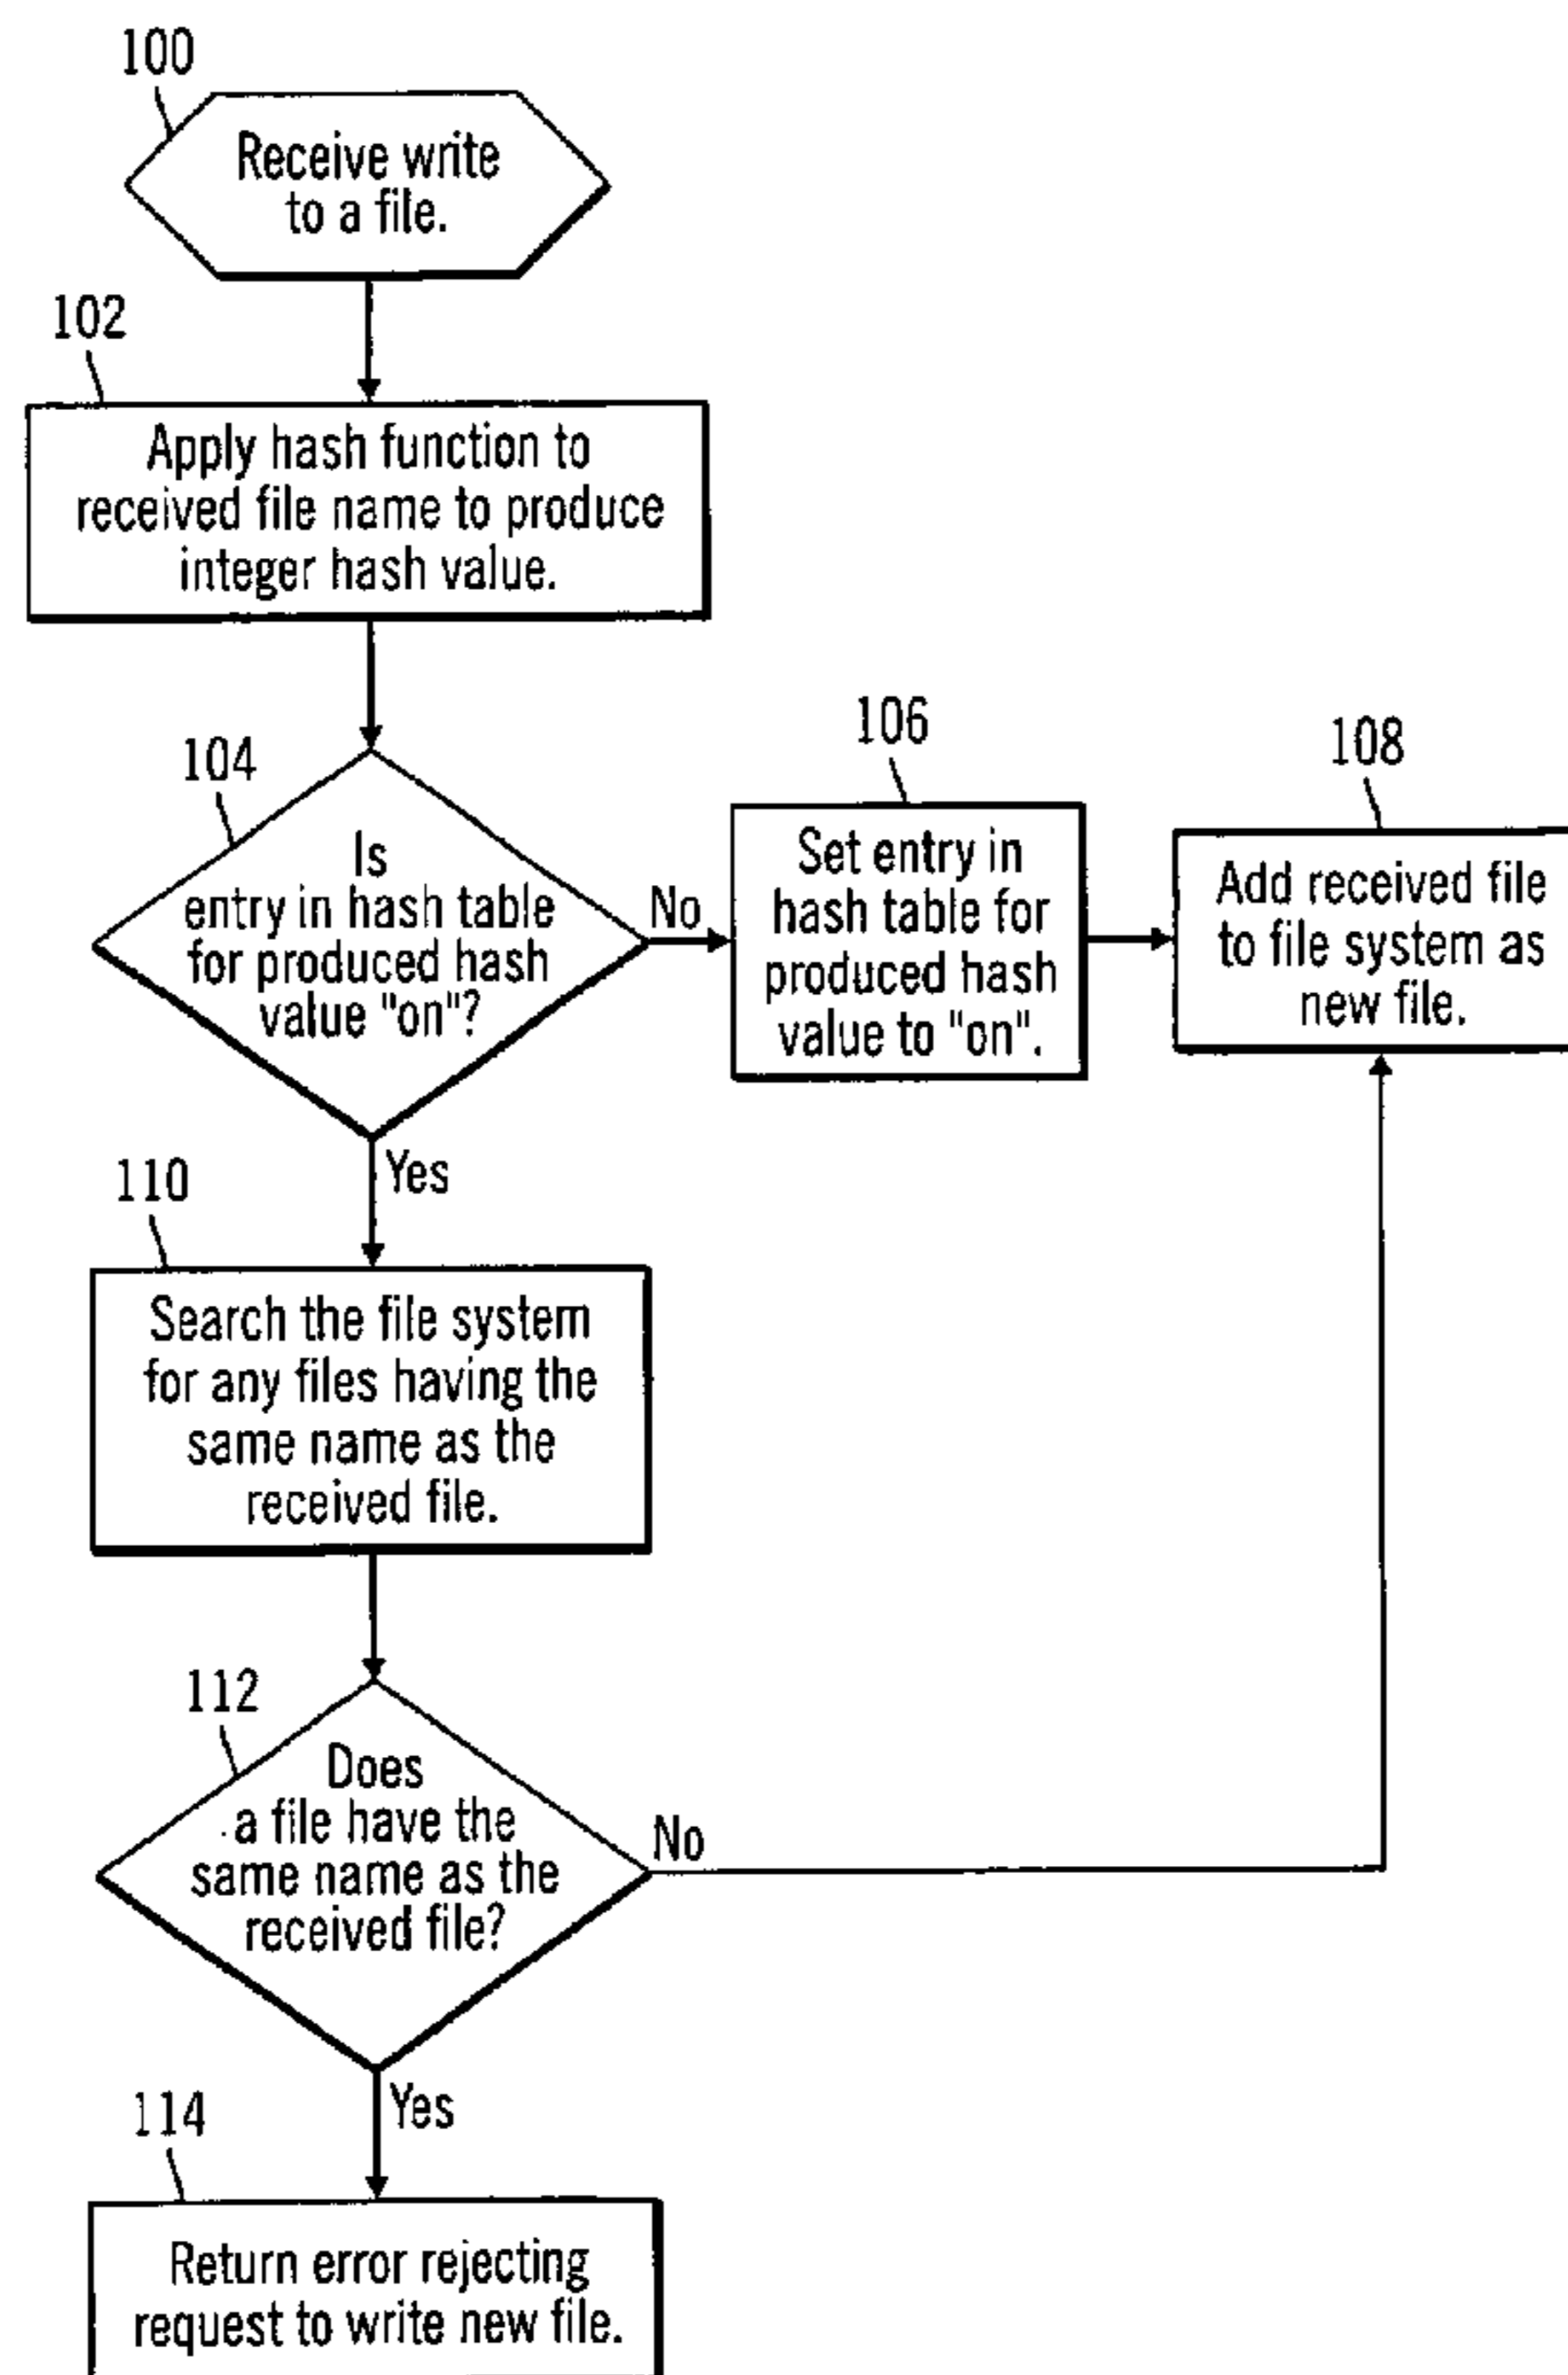 100
Receive write
to a file.
102
Apply hash function to
received file name to produce
integer hash value.
104
Is
entry in hash table
for produced hash
value "on"?
No
106
Set entry in
hash table for
produced hash
value to "on".
108
Add received file
to file system as
new file.
Yes
110
Search the file system
for any files having the
same name as the
received file.
112
Does
a file have the
same name as the
received file?
No
Yes
114
Return error rejecting
request to write new file.